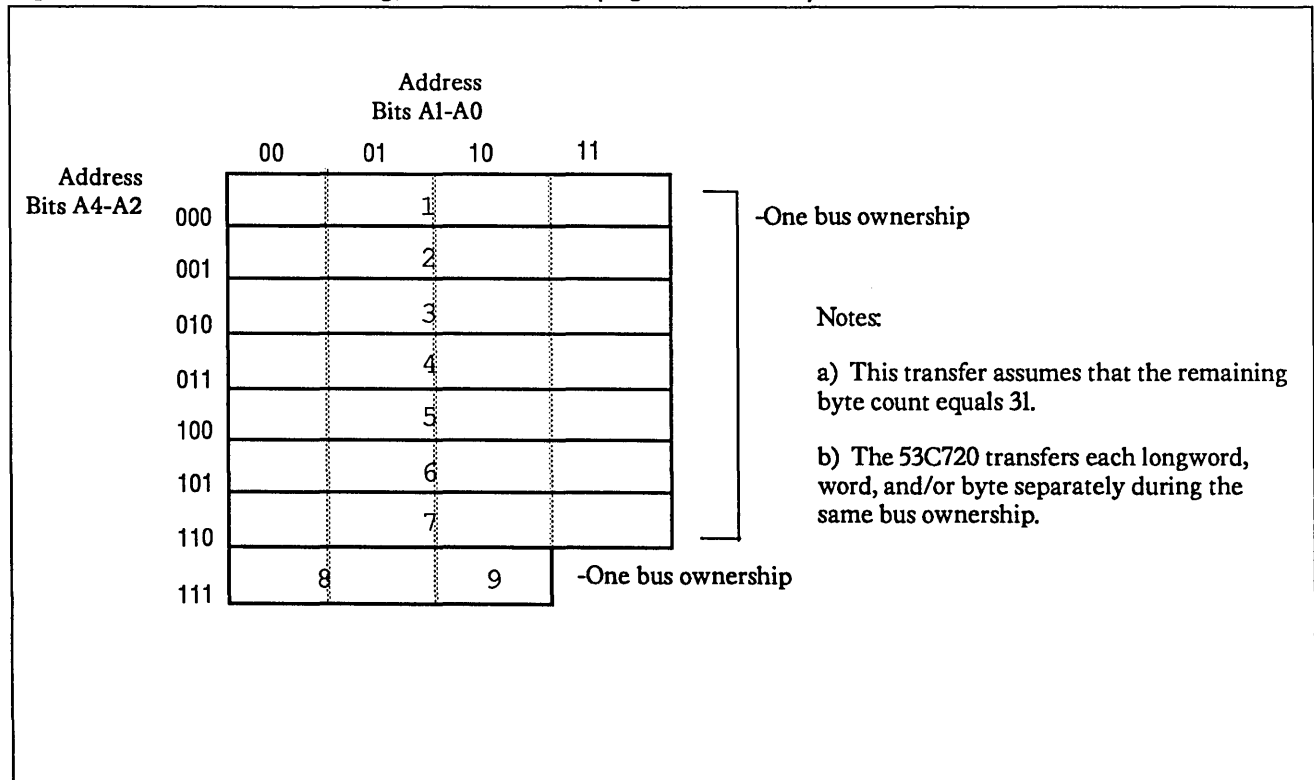 Address
Bits A1-A0
00 01 10 11
Address
Bits A4-A2
000 1
-One bus ownership
001 2
010 3
011 4
100 5
101 6
110 7
111 8 9 -One bus ownership
Notes:
a) This transfer assumes that the remaining
byte count equals 31.
b) The 53C720 transfers each longword,
word, and/or byte separately during the
same bus ownership.